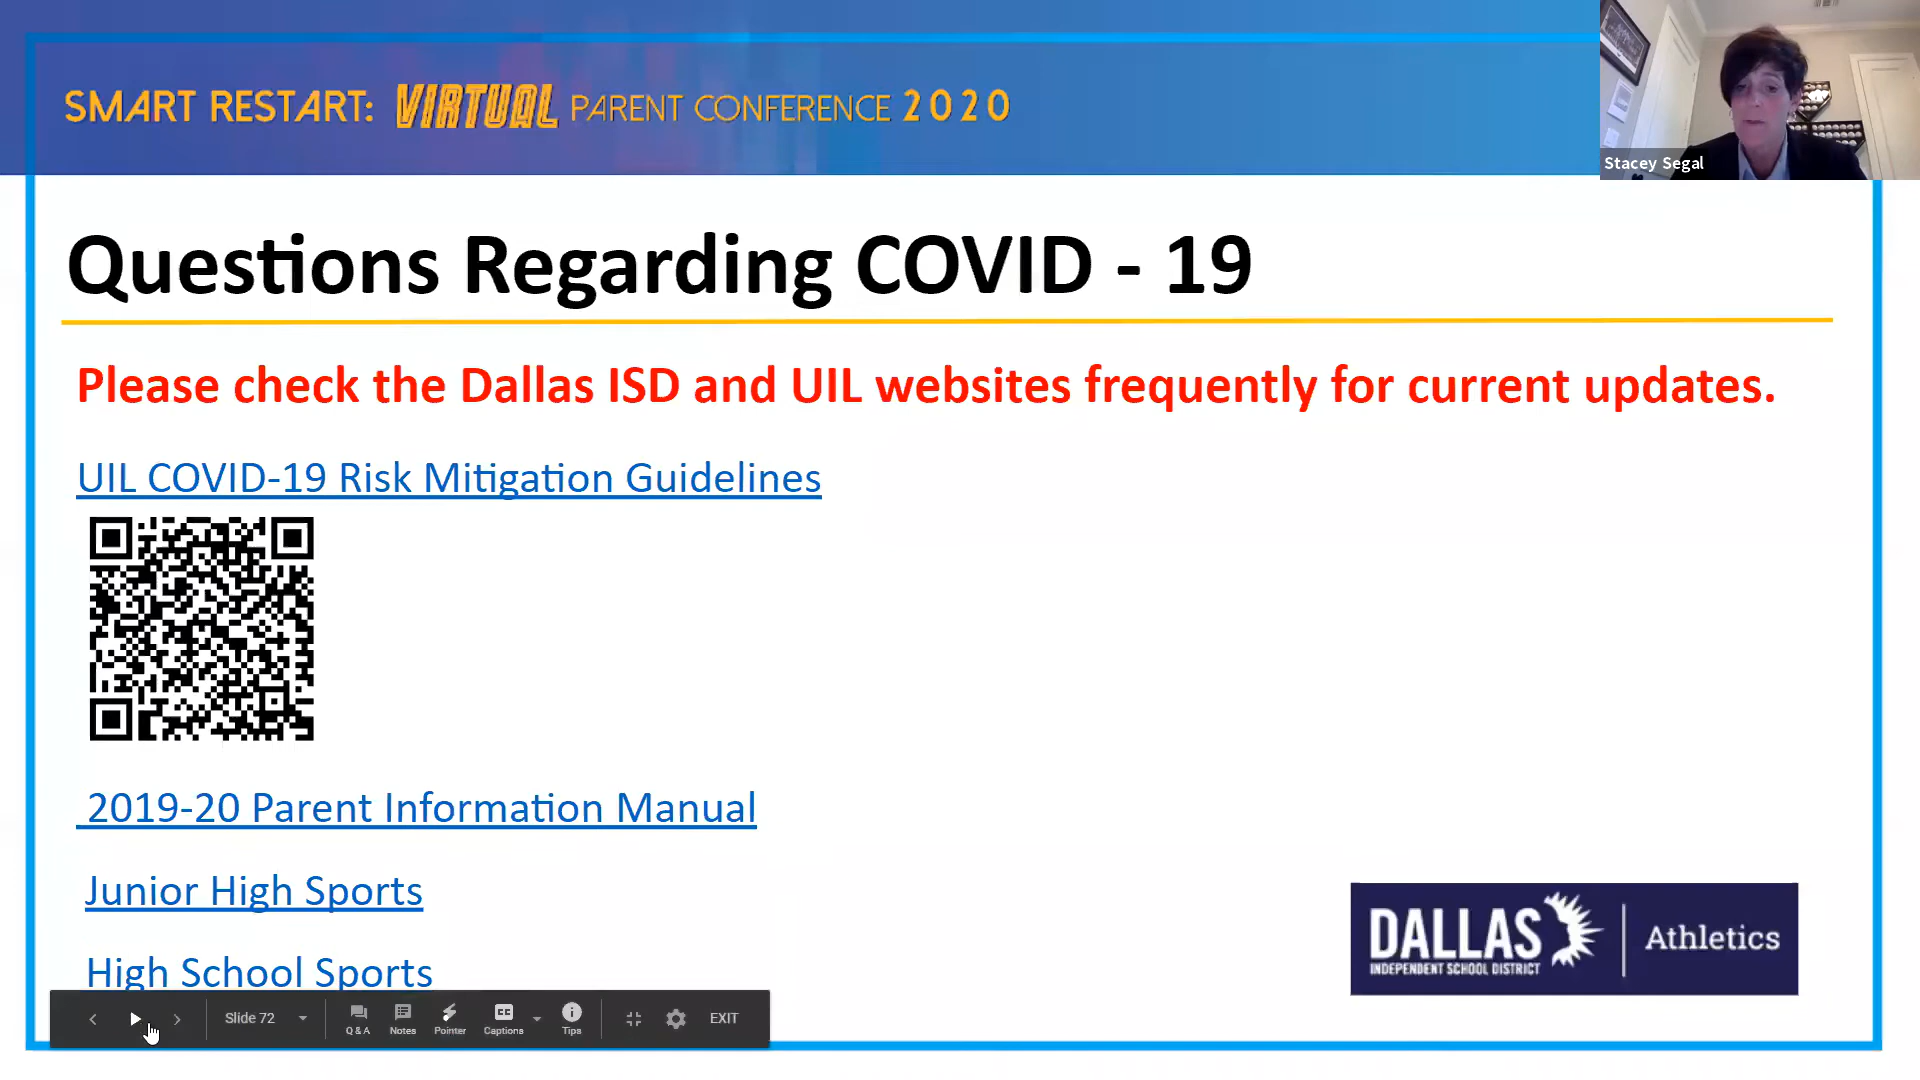 SMART RESTART: VIRTUAL PARENT CONFERENCE 2020
Stacey Segal
Questions Regarding COVID - 19
Please check the Dallas ISD and UIL websites frequently for current updates.
UIL COVID-19 Risk Mitigation Guidelines
2019-20 Parent Information Manual
Junior High Sports
High School Sports
DALLAS
INDEPENDENT SCHOOL DISTRICT
Athletics
Slide 72
Q & A
Notes
Pointer
Captions
Tips
EXIT